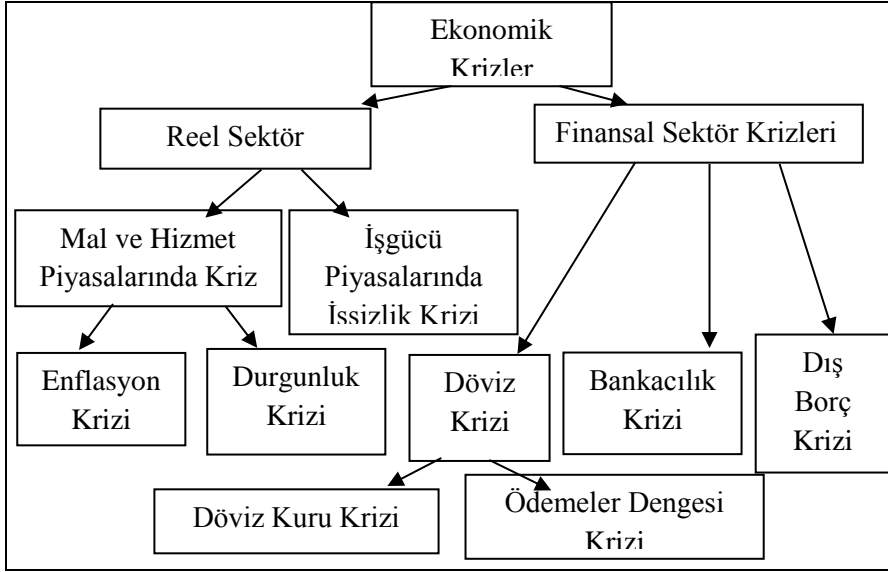 Ekonomik
Krizler
Reel Sektör
Finansal Sektör Krizleri
Mal ve Hizmet
Piyasalarında Kriz
İşgücü
Piyasalarında
İşsizlik Krizi
Enflasyon
Krizi
Durgunluk
Krizi
Döviz
Krizi
Bankacılık
Krizi
Dış
Borç
Krizi
Döviz Kuru Krizi
Ödemeler Dengesi
Krizi